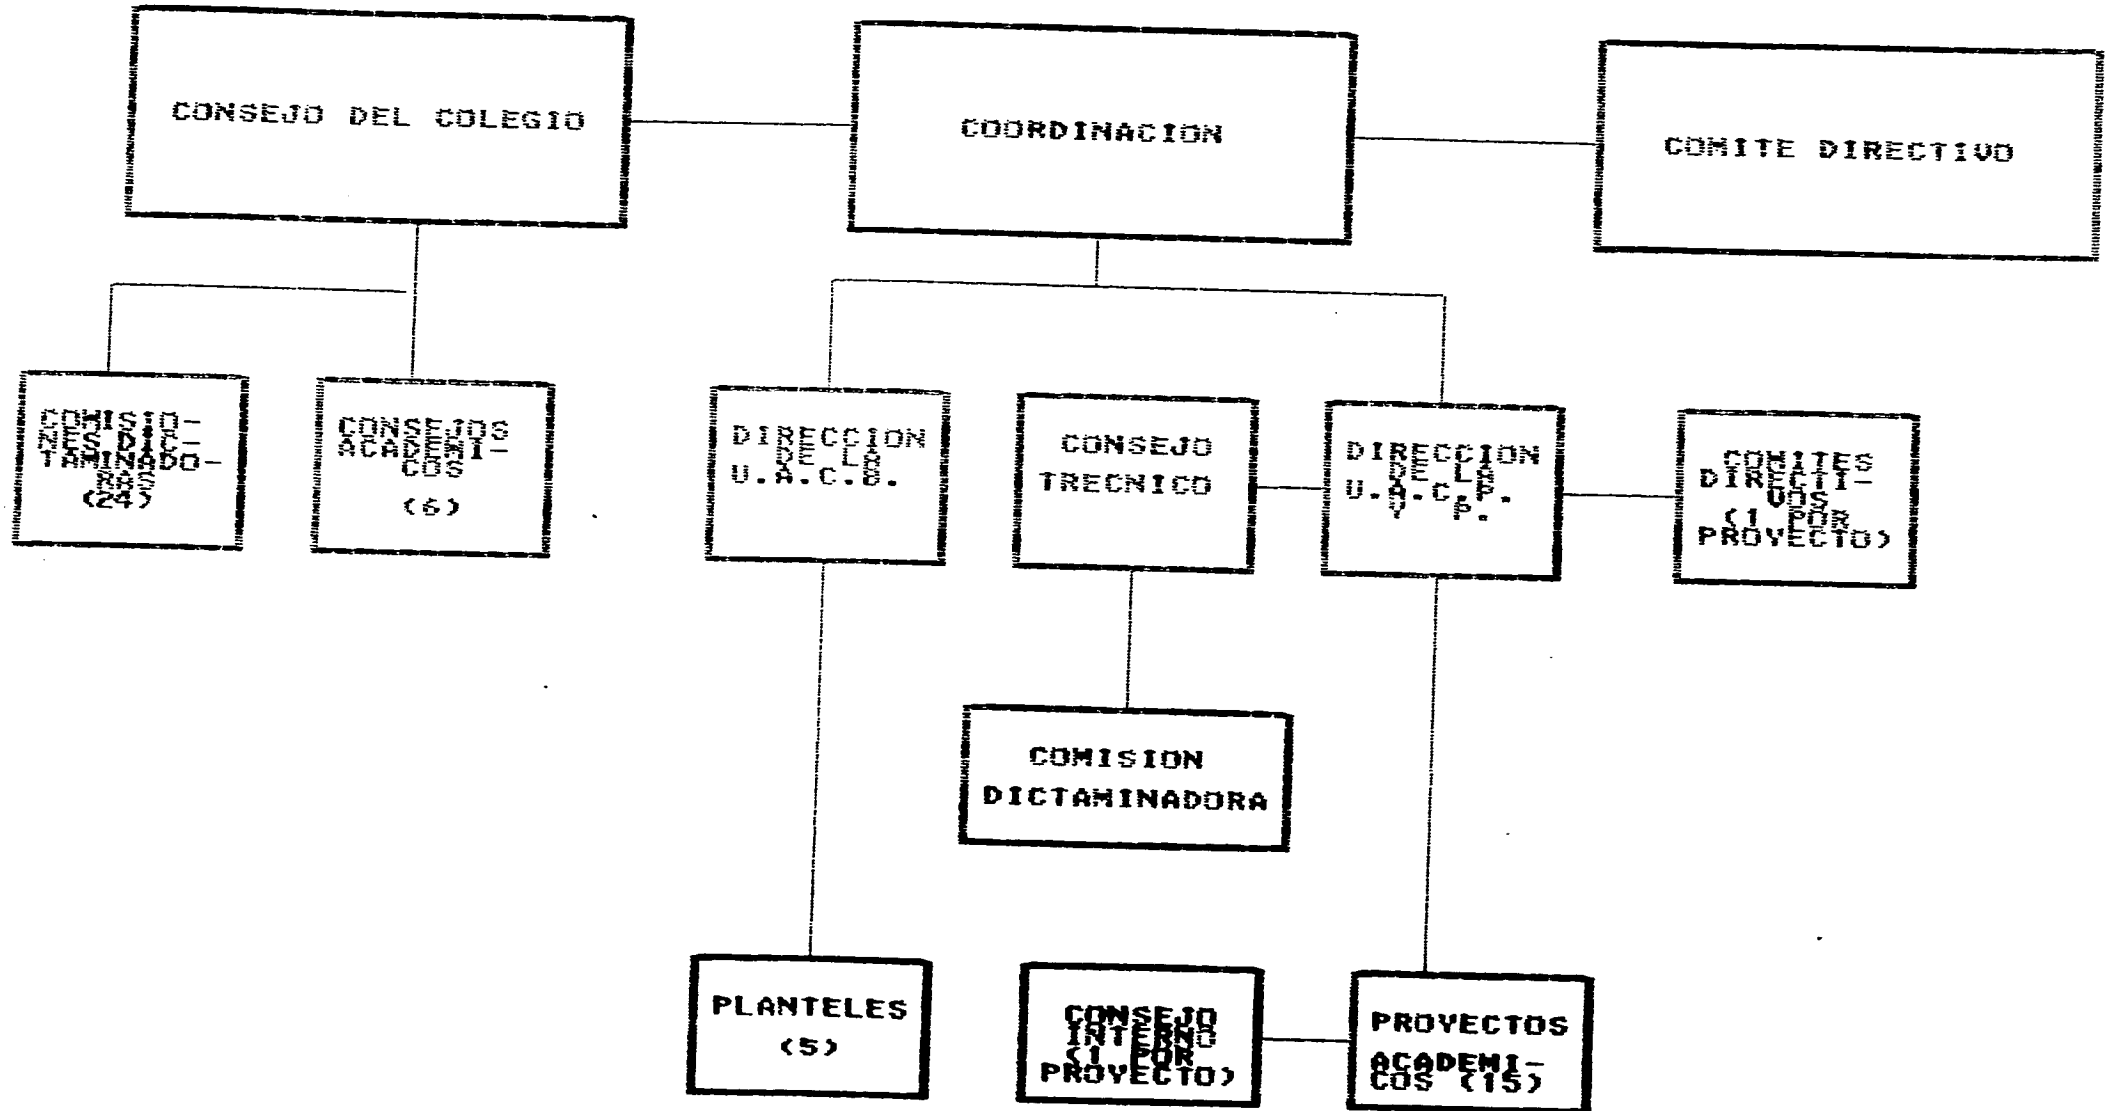 CONSEJO DEL COLEGIO
COORDINACION
COMITE DIRECTIVO
COMISIO-
NES DIC-
TAMINADO-
RAS
(24)
CONSEJOS
ACADEMI-
COS
(6)
DIRECCION
DE LA
U.A.C.B.
CONSEJO
TRECNICO
DIRECCION
DE LA
U.A.C.P.
Y P.
COMITES
DIRECTI-
VOS
(1 POR
PROYECTO)
COMISION
DICTAMINADORA
PLANTELES
(5)
CONSEJO
INTERNO
(1 POR
PROYECTO)
PROYECTOS
ACADEMI-
COS (15)